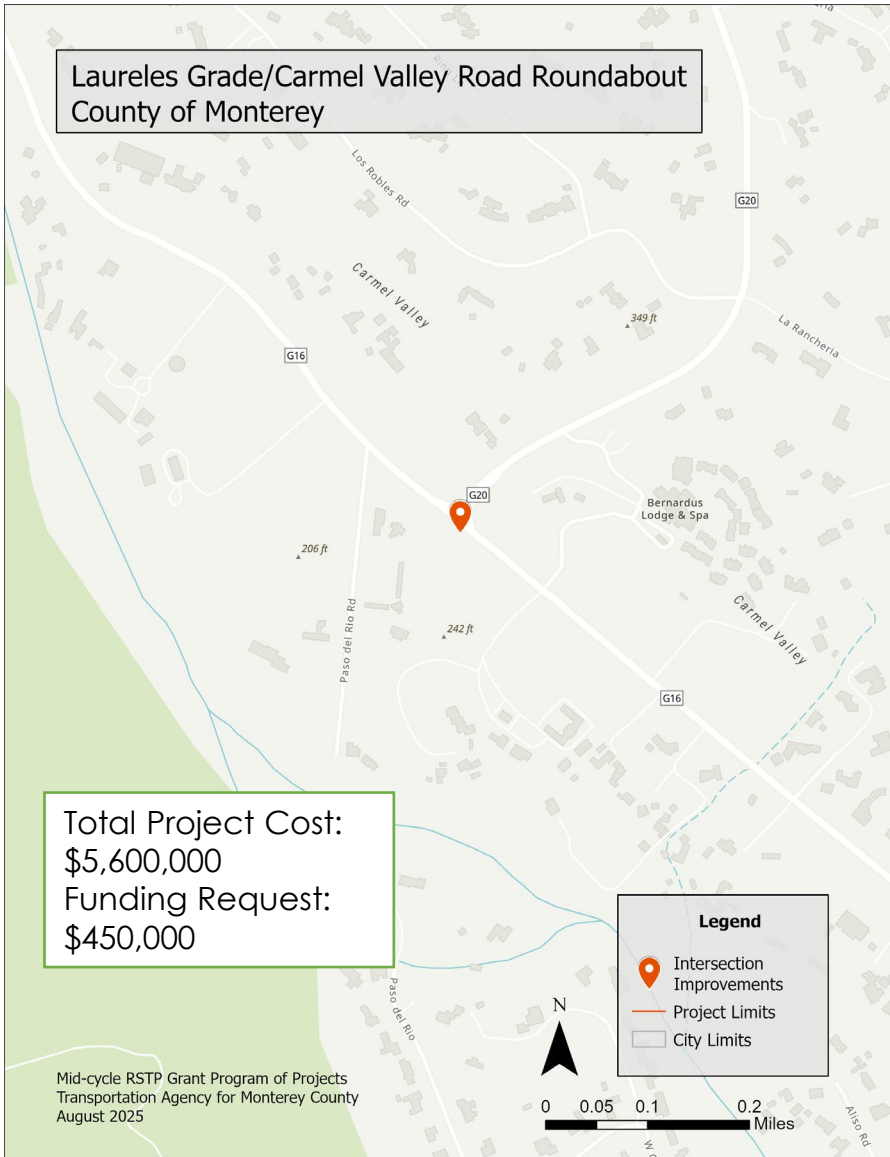 Laureles Grade/Carmel Valley Road Roundabout
County of Monterey
Los Robles Rd
G20
Carmel Valley
349 ft
La Rancheria
G16
G20
Bernardus
Lodge & Spa
206 ft
Paso del Rio Rd
242 ft
Carmel Valley
G16
Total Project Cost:
$5,600,000
Funding Request:
$450,000
Legend
Intersection
Improvements
Project Limits
City Limits
N
Paso del Rio
Mid-cycle RSTP Grant Program of Projects
Transportation Agency for Monterey County
August 2025
0 0.05 0.1 0.2
Miles
Aliso Rd